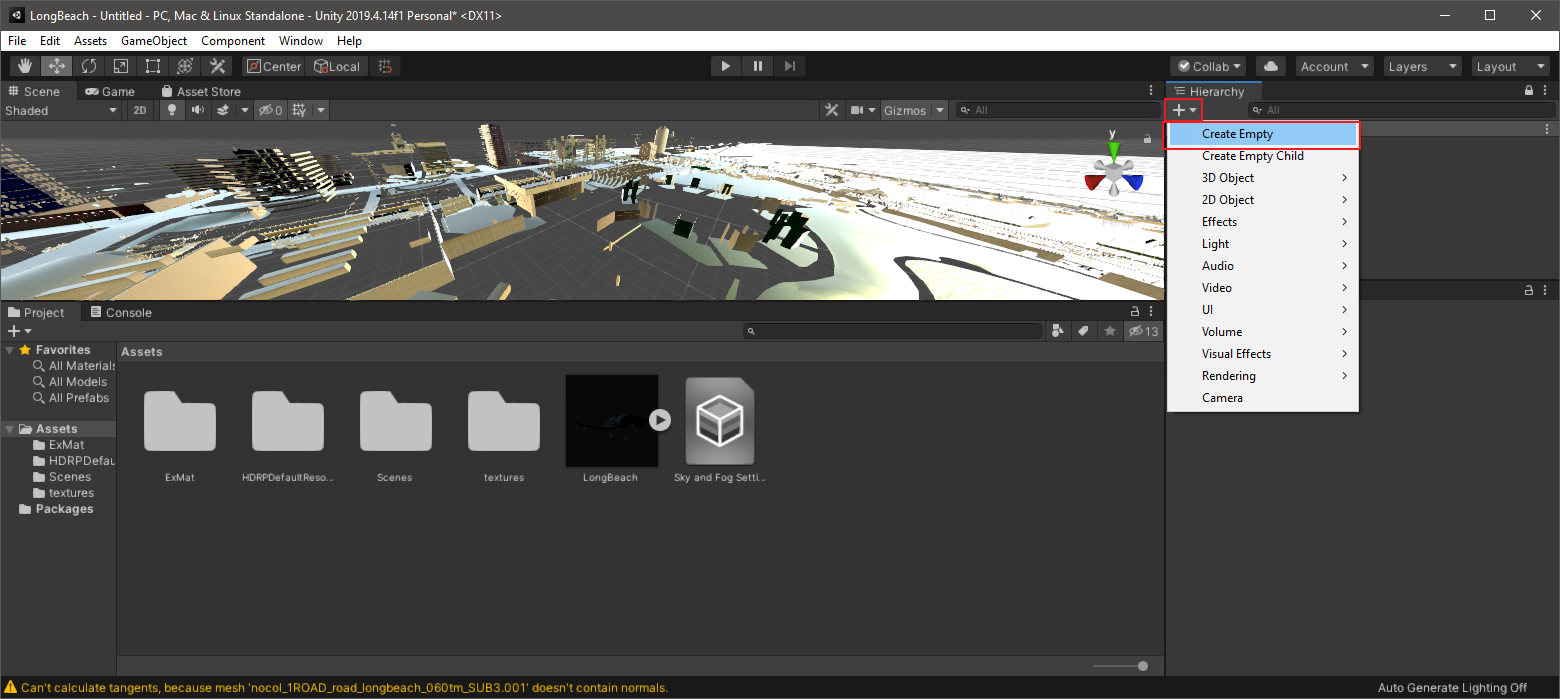 LongBeach - Untitled - PC, Mac & Linux Standalone - Unity 2019.4.14f1 Personal* <DX11>
File Edit Assets GameObject Component Window Help
Center Local Collab Account Layers Layout
Scene Game Asset Store
Shaded 2D 0 Gizmos All
y
Hierarchy
All
Create Empty
Create Empty Child
3D Object
2D Object
Effects
Light
Audio
Video
UI
Volume
Visual Effects
Rendering
Camera
Project Console
13
Favorites
All Materials
All Models
All Prefabs
Assets
ExMat
HDRPDefau
Scenes
textures
Packages
Assets
ExMat
HDRPDefaultReso...
Scenes
textures
LongBeach
Sky and Fog Setti...
Can't calculate tangents, because mesh 'nocol_1ROAD_road_longbeach_060tm_SUB3.001' doesn't contain normals.
Auto Generate Lighting Off